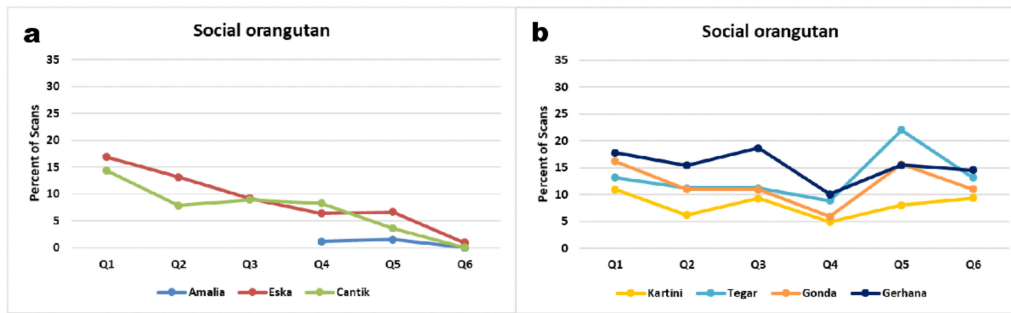 a
Social orangutan
Percent of Scans
35
30
25
20
15
10
5
0
Q1 Q2 Q3 Q4 Q5 Q6
Amalia Eska Cantik
b
Social orangutan
Percent of Scans
35
30
25
20
15
10
5
0
Q1 Q2 Q3 Q4 Q5 Q6
Kartini Tegar Gonda Gerhana